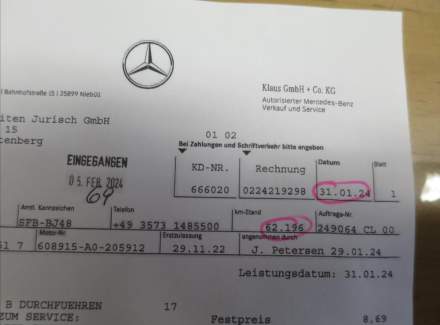 Klaus GmbH + Co. KG
Autorisierter Mercedes-Benz
Verkauf und Service
Bahnhofstraße 15 | 25899 Niebüll
iten Jurisch GmbH
15
tenberg
01 02
Bei Zahlungen und Schriftverkehr bitte angeben
EINGEGANGEN
05. FEB. 2024
KD-NR. Rechnung Datum Blatt
666020 0224219298 31.01.24 1
Amtl. Kennzeichen Telefon km-Stand Auftrags-Nr.
SFB-BJ48 +49 3573 1485500 62.196 249064 CL 00
Motor-Nr. Erstzulassung angenommen durch
61 7 608915-A0-205912 29.11.22 J. Petersen 29.01.24
Leistungsdatum: 31.01.24
B DURCHFUEHREN 17
ZUM SERVICE: Festpreis 8,69